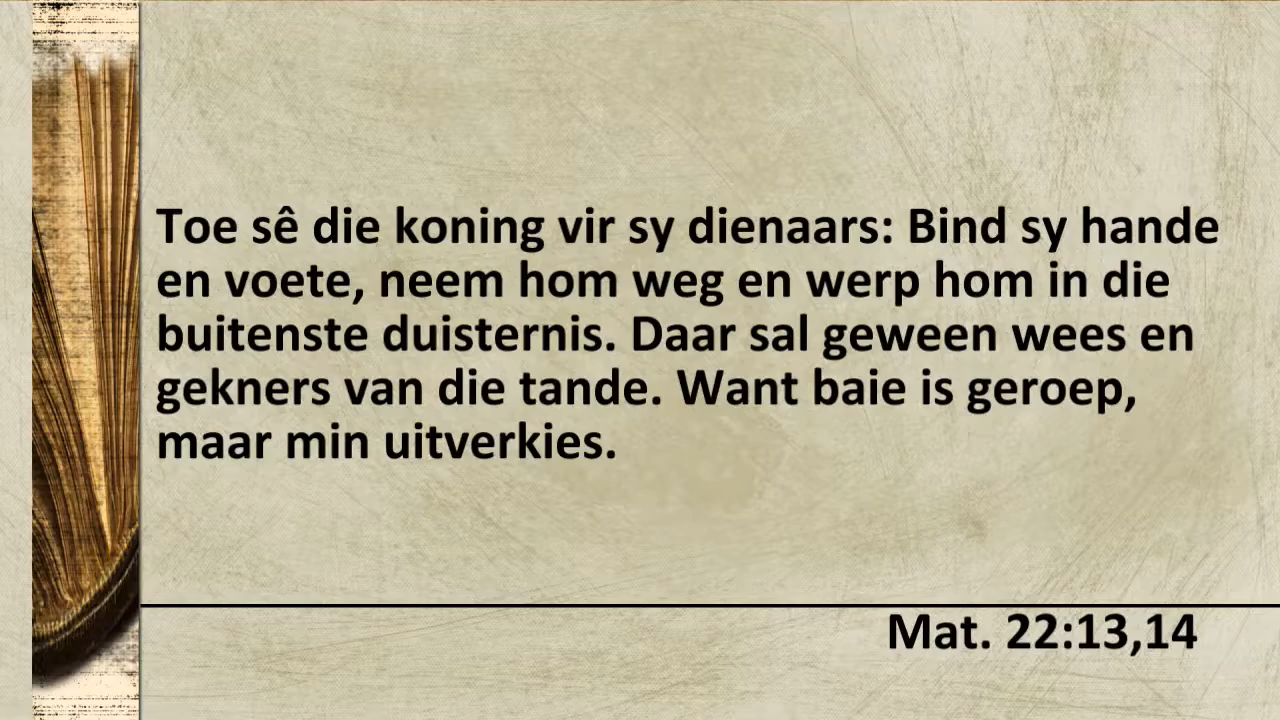 Toe sê die koning vir sy dienaars: Bind sy hande
en voete, neem hom weg en werp hom in die
buitenste duisternis. Daar sal geween wees en
gekners van die tande. Want baie is geroep,
maar min uitverkies.
Mat. 22:13,14